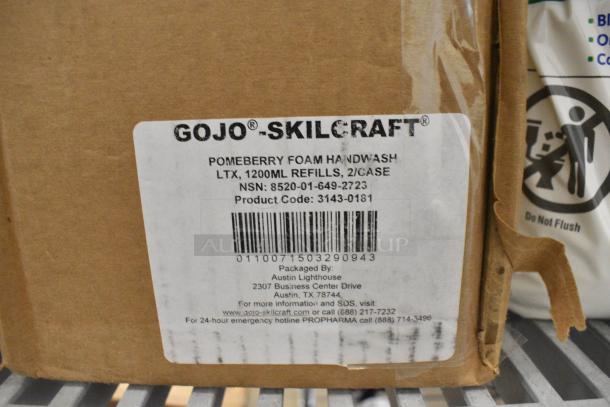 GOJO®-SKILCRAFT®
POMEBERRY FOAM HANDWASH
LTX, 1200ML REFILLS, 2/CASE
NSN: 8520-01-649-2723
Product Code: 3143-0181
0110071503290943
Packaged By:
Austin Lighthouse
2307 Business Center Drive
Austin, TX 78744
For more information and SDS, visit
www.gojo-skilcraft.com or call (888) 217-7232
For 24-hour emergency hotline PROPHARMA call (888) 714-3496
Do Not Flush